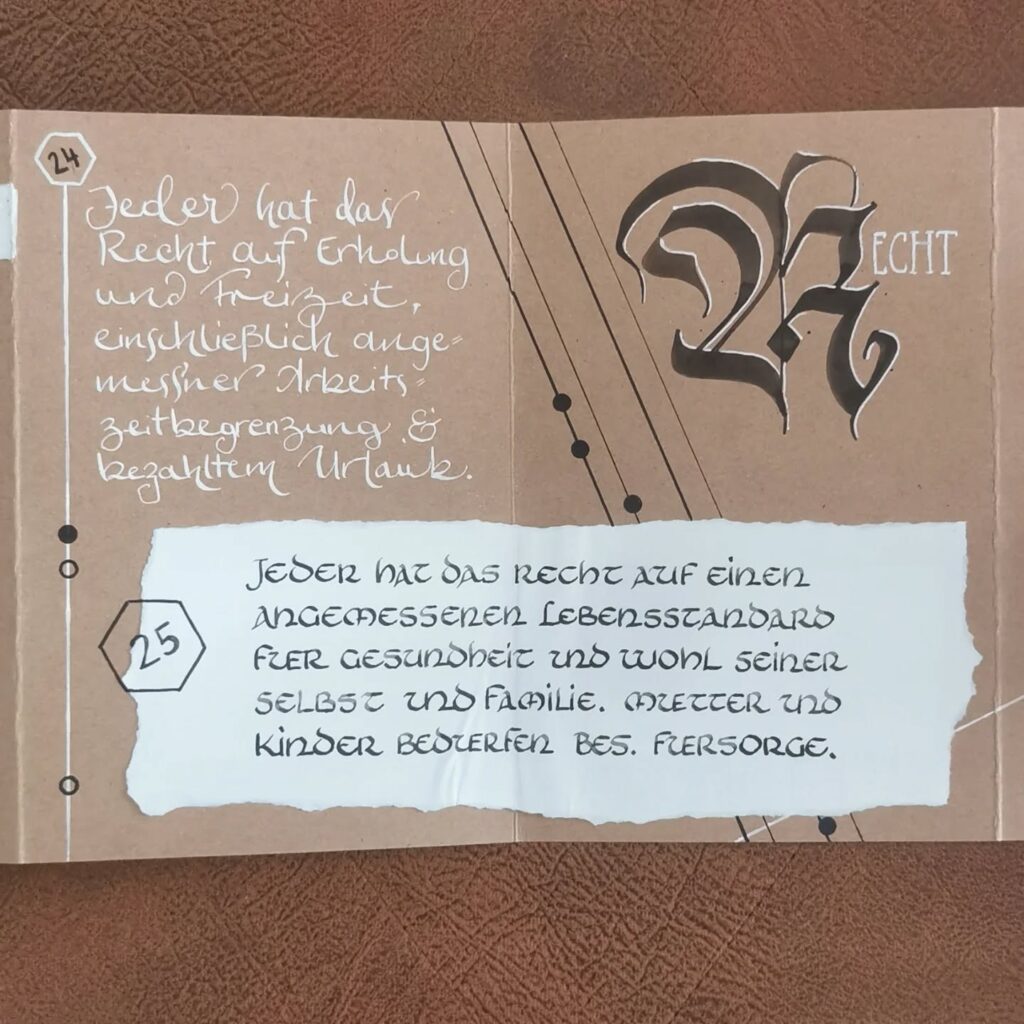 24
Jeder hat das
Recht auf Erholung
und Freizeit,
einschließlich ange=
messner Arbeits=
zeitbegrenzung &
bezahltem Urlaub.
RECHT
25
JEDER HAT DAS RECHT AUF EINEN
ANGEMESSENEN LEBENSSTANDARD
FUER GESUNDHEIT UND WOHL SEINER
SELBST UND FAMILIE. MUETTER UND
KINDER BEDUERFEN BES. FUERSORGE.